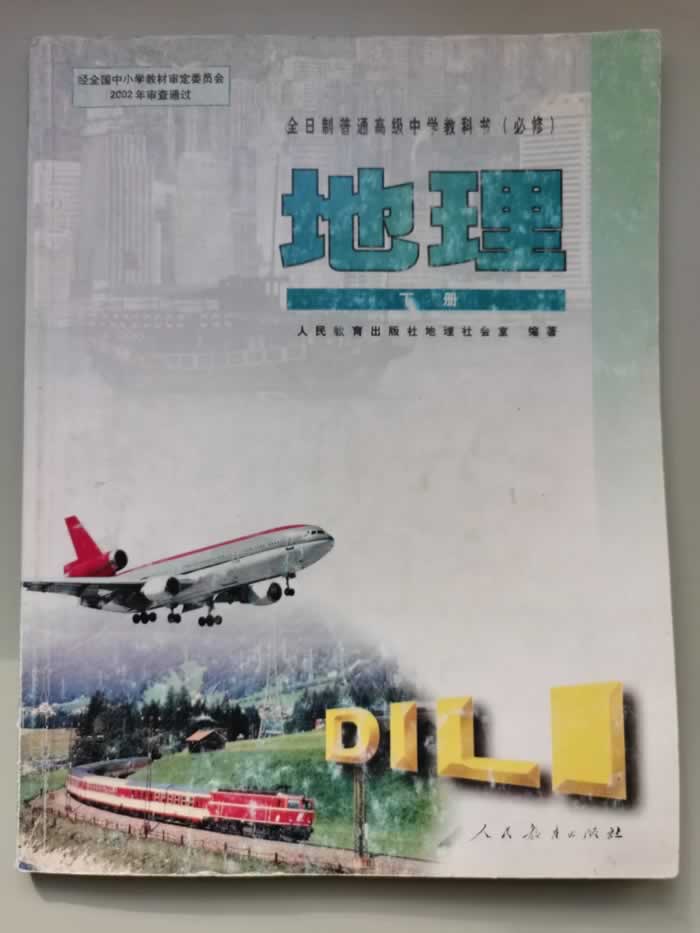 经全国中小学教材审定委员会
2002年审查通过
全日制普通高级中学教科书（必修）
地理
下册
人民教育出版社地理社会室 编著
DILI
人民教育出版社